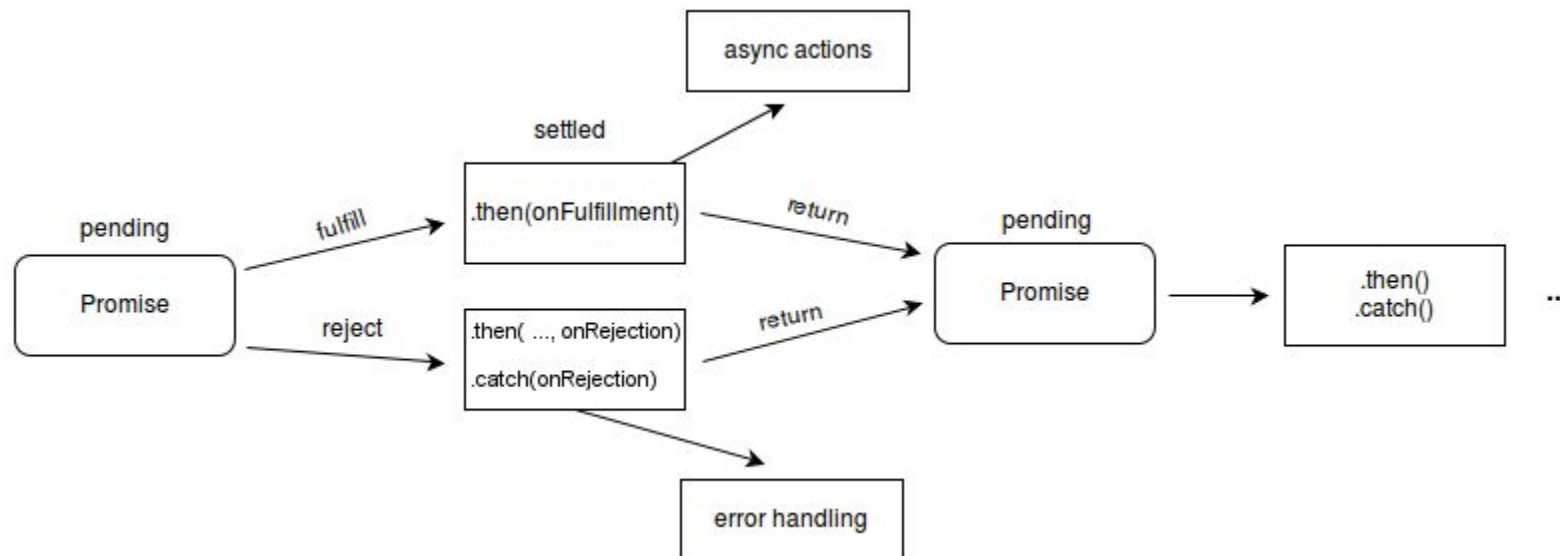 async actions
settled
.then(onFulfillment)
fulfill
return
pending
Promise
pending
Promise
.then()
.catch()
..
reject
.then( ..., onRejection)
.catch(onRejection)
return
error handling